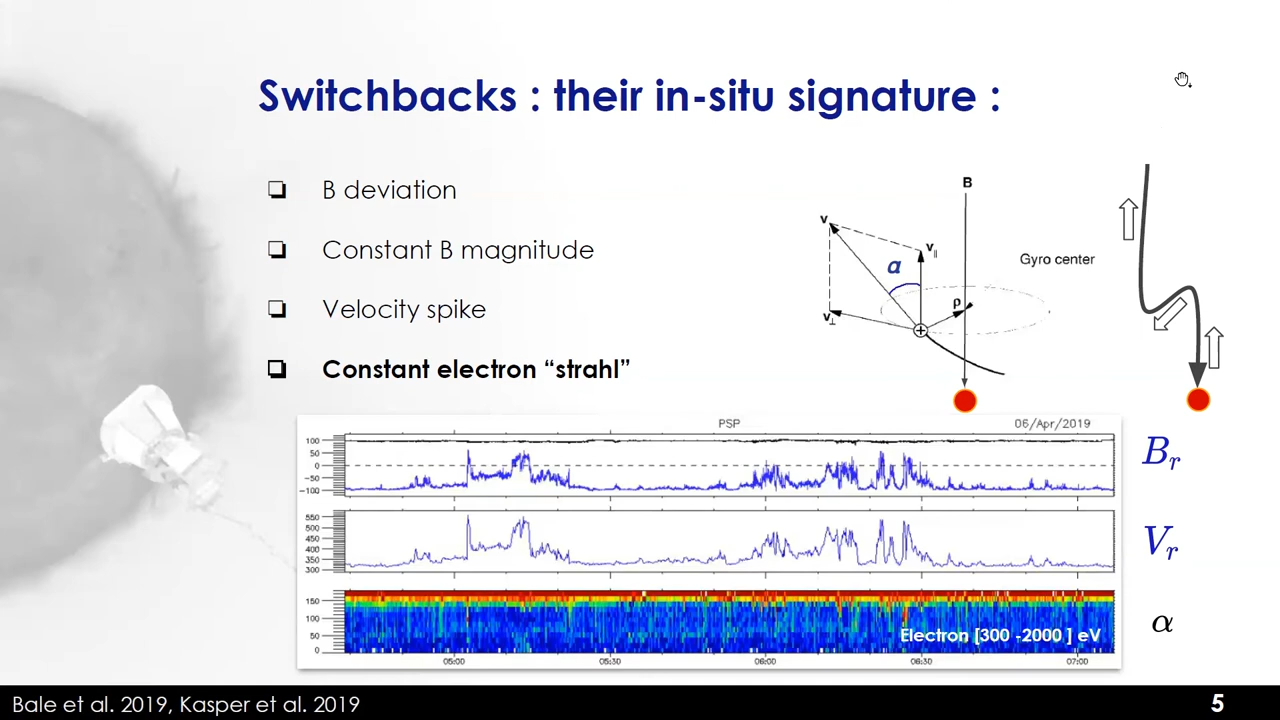 Switchbacks : their in-situ signature :
❑ B deviation
❑ Constant B magnitude
❑ Velocity spike
❑ Constant electron “strahl”
B
v
v||
α
Gyro center
ρ
v⊥
PSP 06/Apr/2019
100
50
0
−50
−100
Br
550
500
450
400
350
300
Vr
150
100
50
0
Electron [300 -2000 ] eV
α
05:00 05:30 06:00 06:30 07:00
Bale et al. 2019, Kasper et al. 2019
5